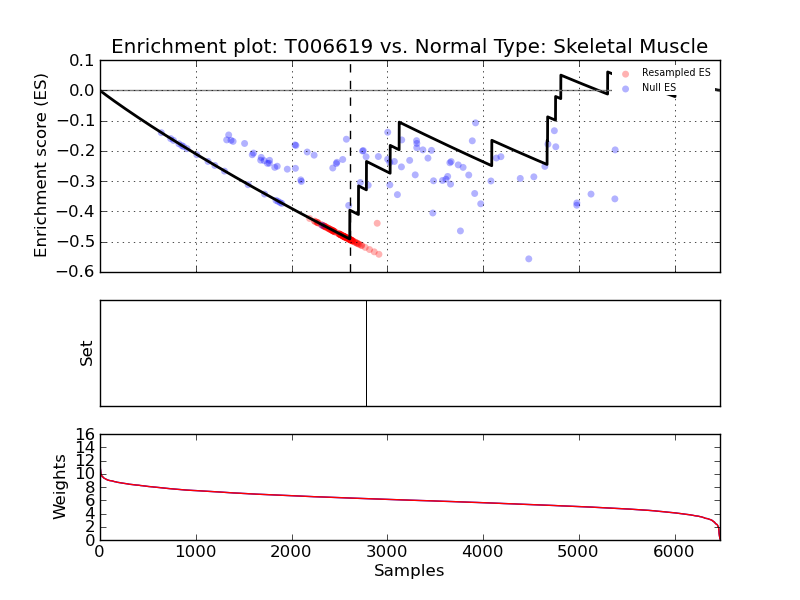 Enrichment plot: T006619 vs. Normal Type: Skeletal Muscle
Enrichment score (ES)
0.1
0.0
−0.1
−0.2
−0.3
−0.4
−0.5
−0.6
Resampled ES
Null ES
Set
Weights
16
14
12
10
8
6
4
2
0
0 1000 2000 3000 4000 5000 6000
Samples